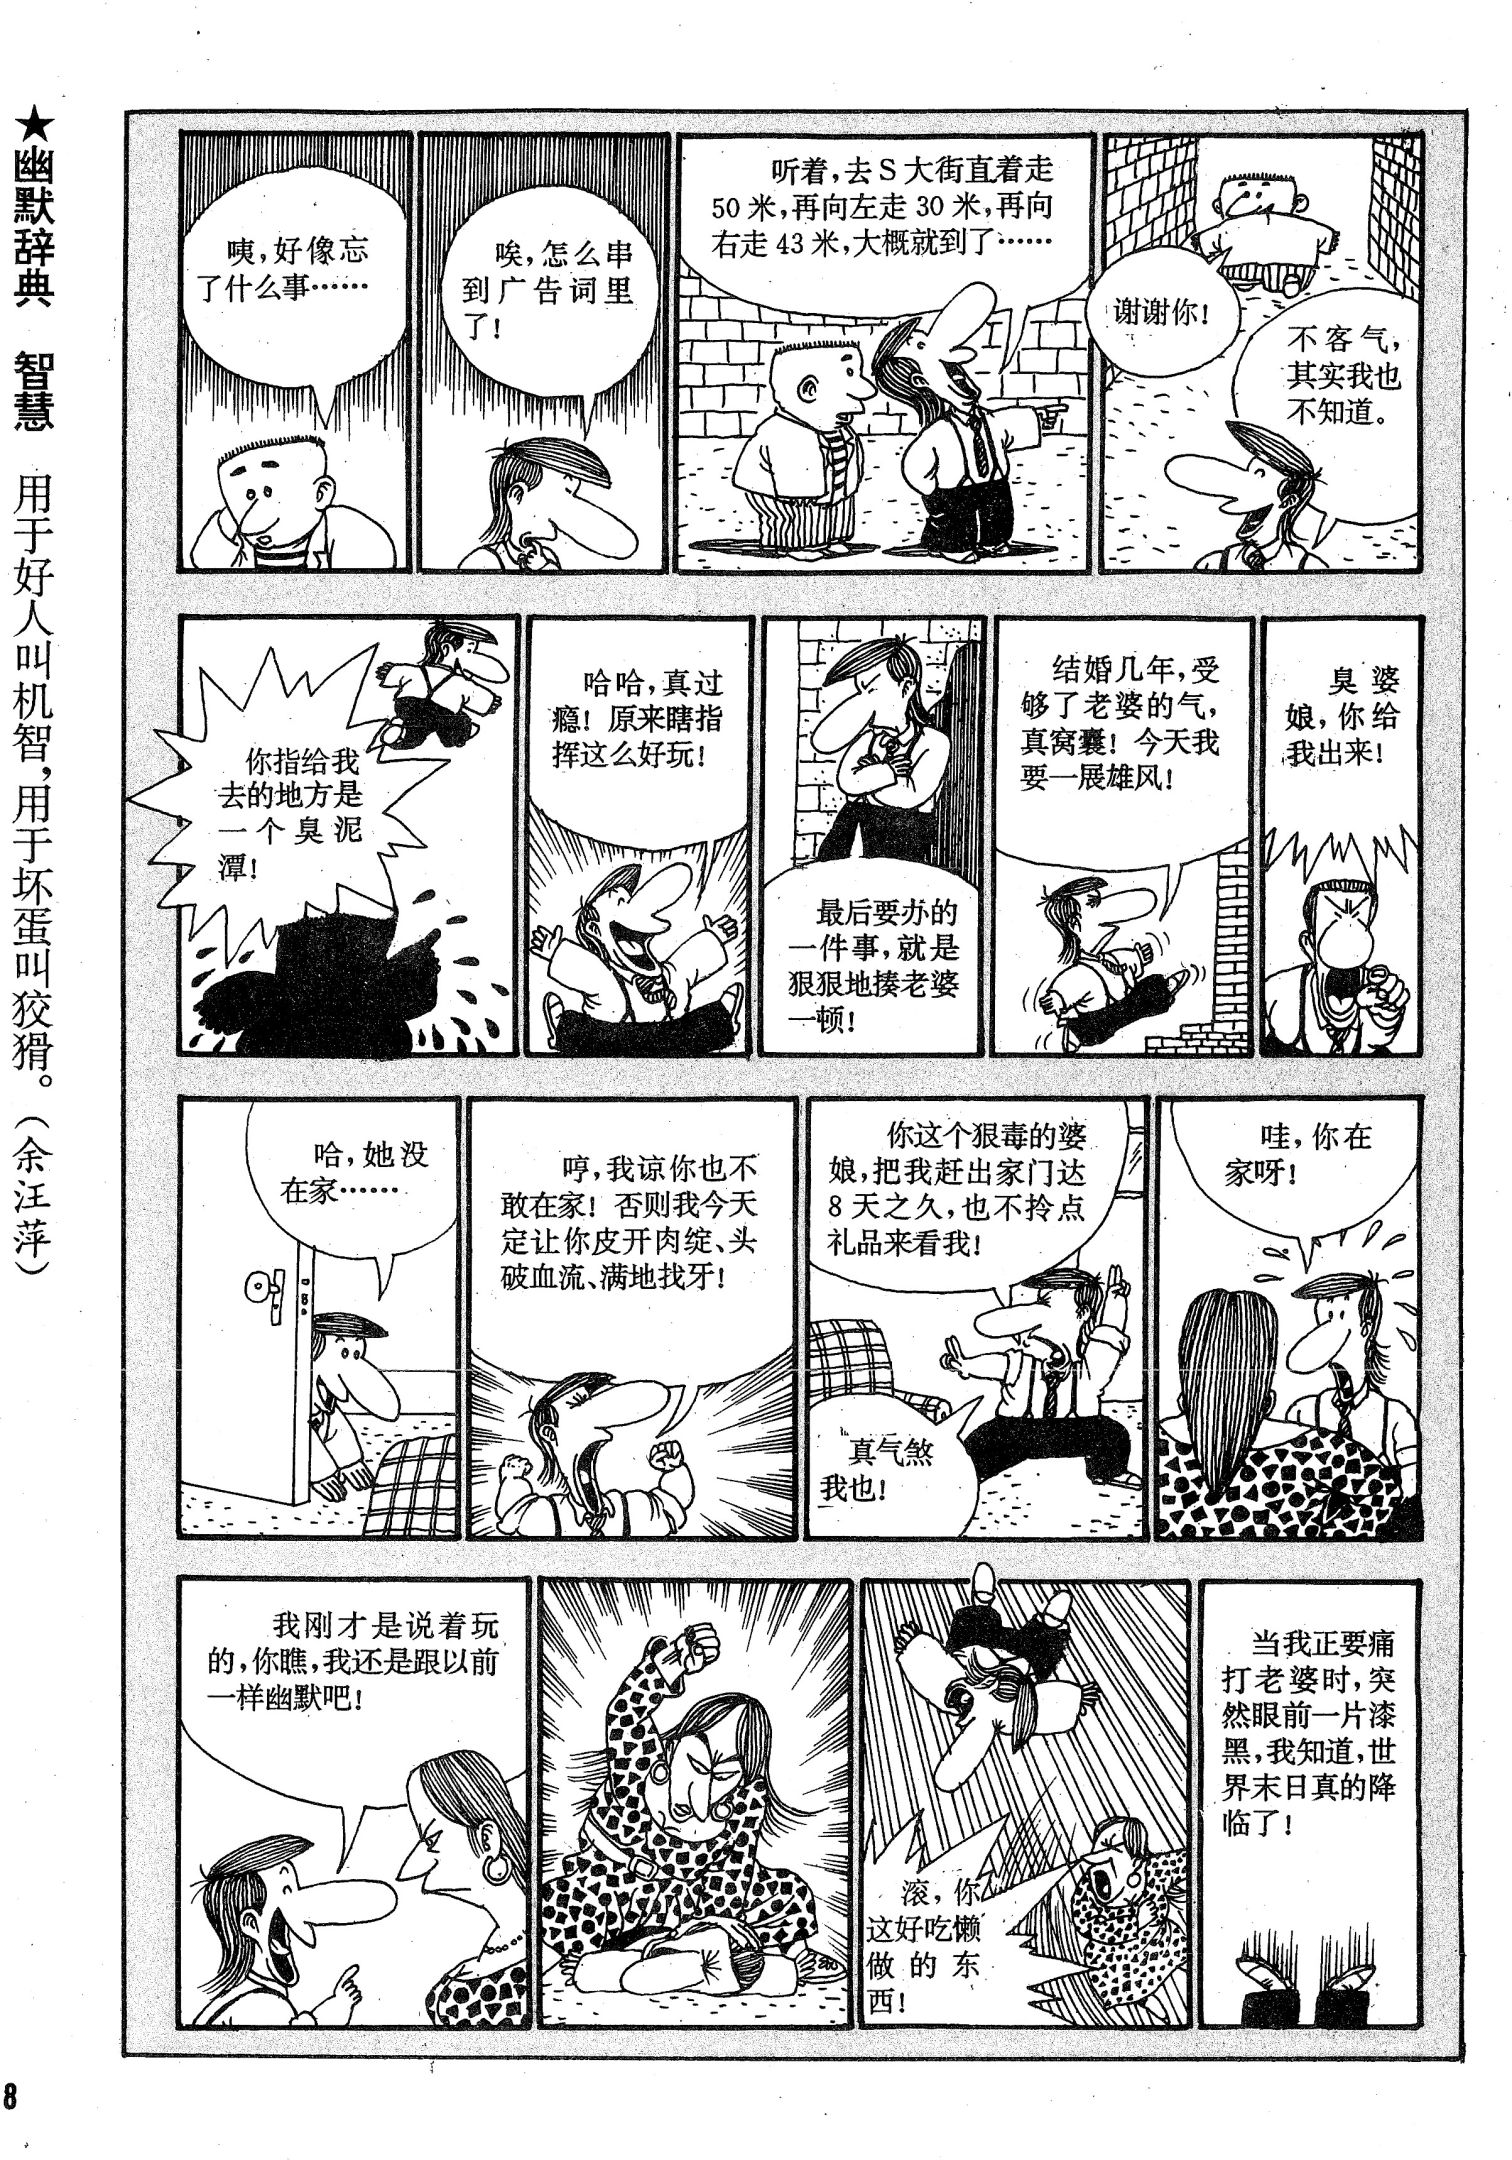 ★幽默辞典 智慧 用于好人叫机智，用于坏蛋叫狡猾。（余汪萍）
咦，好像忘
了什么事……
唉，怎么串
到广告词里
了！
听着，去S大街直着走
50米，再向左走30米，再向
右走43米，大概就到了……
谢谢你！
不客气，
其实我也
不知道。
你指给我
去的地方是
一个臭泥
潭！
哈哈，真过
瘾！原来瞎指
挥这么好玩！
最后要办的
一件事，就是
狠狠地揍老婆
一顿！
结婚几年，受
够了老婆的气，
真窝囊！今天我
要一展雄风！
臭婆
娘，你给
我出来！
哈，她没
在家……
哼，我谅你也不
敢在家！否则我今天
定让你皮开肉绽、头
破血流、满地找牙！
你这个狠毒的婆
娘，把我赶出家门达
8天之久，也不拎点
礼品来看我！
真气煞
我也！
哇，你在
家呀！
我刚才是说着玩
的，你瞧，我还是跟以前
一样幽默吧！
滚，你
这好吃懒
做的东
西！
当我正要痛
打老婆时，突
然眼前一片漆
黑，我知道，世
界末日真的降
临了！
8